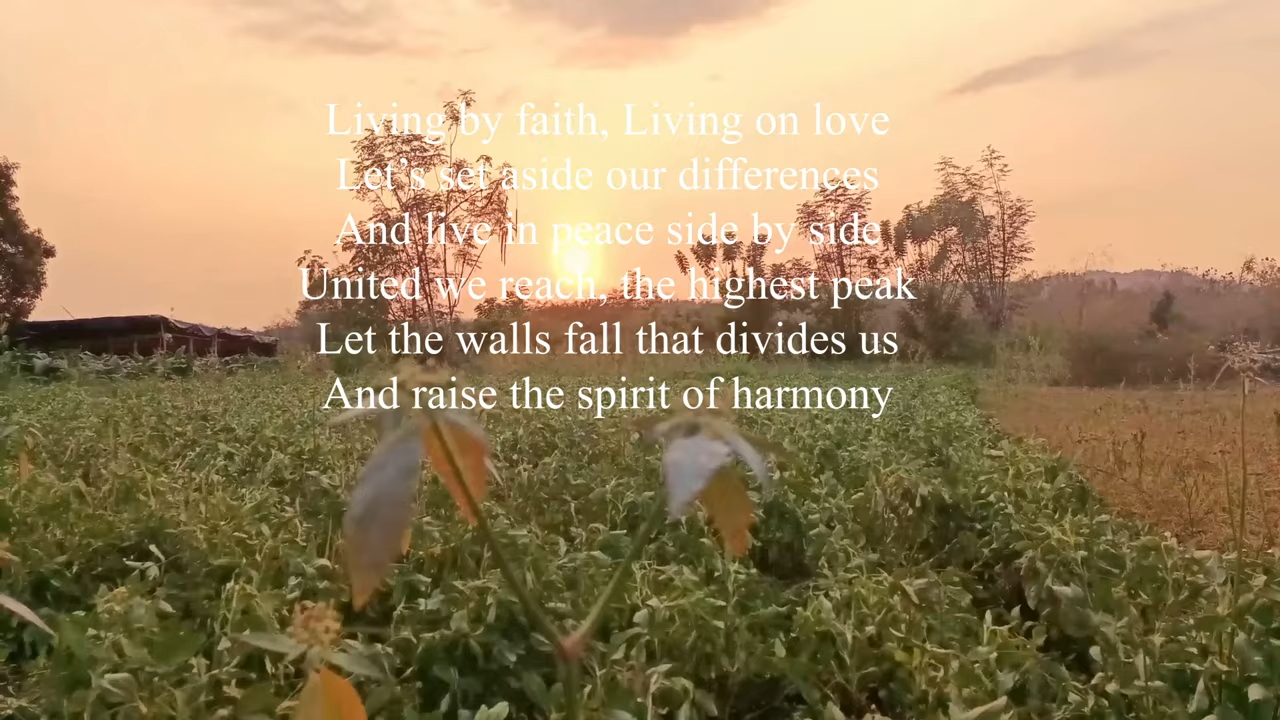 Living by faith, Living on love
Let's set aside our differences
And live in peace side by side
United we reach, the highest peak
Let the walls fall that divides us
And raise the spirit of harmony